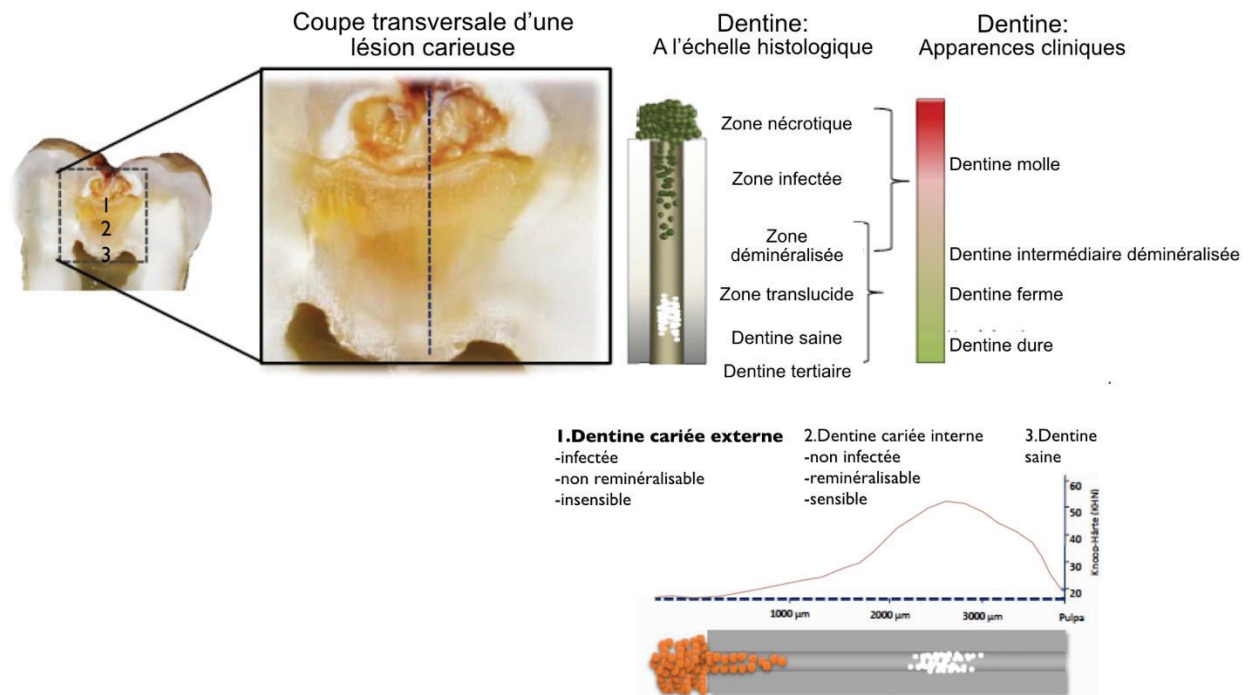 Coupe transversale d’une
lésion carieuse
Dentine:
A l’échelle histologique
Dentine:
Apparences cliniques
Zone nécrotique
Zone infectée
Zone
déminéralisée
Zone translucide
Dentine saine
Dentine tertiaire
Dentine molle
Dentine intermédiaire déminéralisée
Dentine ferme
Dentine dure
1
2
3
1.Dentine cariée externe
-infectée
-non reminéralisable
-insensible
2.Dentine cariée interne
-non infectée
-reminéralisable
-sensible
3.Dentine
saine
60
50
40
30
20
Knoop-Härte (KHN)
1000 µm
2000 µm
3000 µm
Pulpa